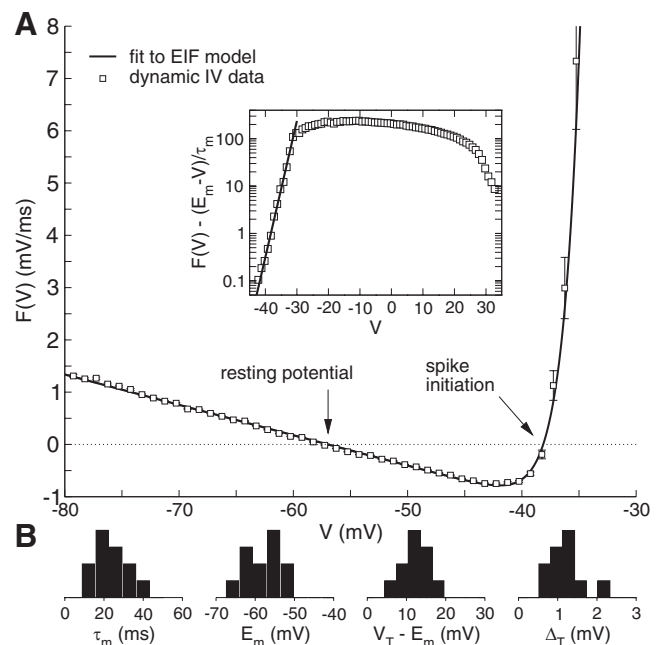 A
fit to EIF model
dynamic IV data
F(V) (mV/ms)
8
7
6
5
4
3
2
1
0
-1
-80
-70
-60
-50
-40
-30
V (mV)
F(V) - (E_m-V)/τ_m
100
10
1
0.1
-40 -30 -20 -10 0 10 20 30
V
resting potential
spike
initiation
B
0 20 40 60
τ_m (ms)
-70 -60 -50 -40
E_m (mV)
0 10 20 30
V_T - E_m (mV)
0 1 2 3
Δ_T (mV)